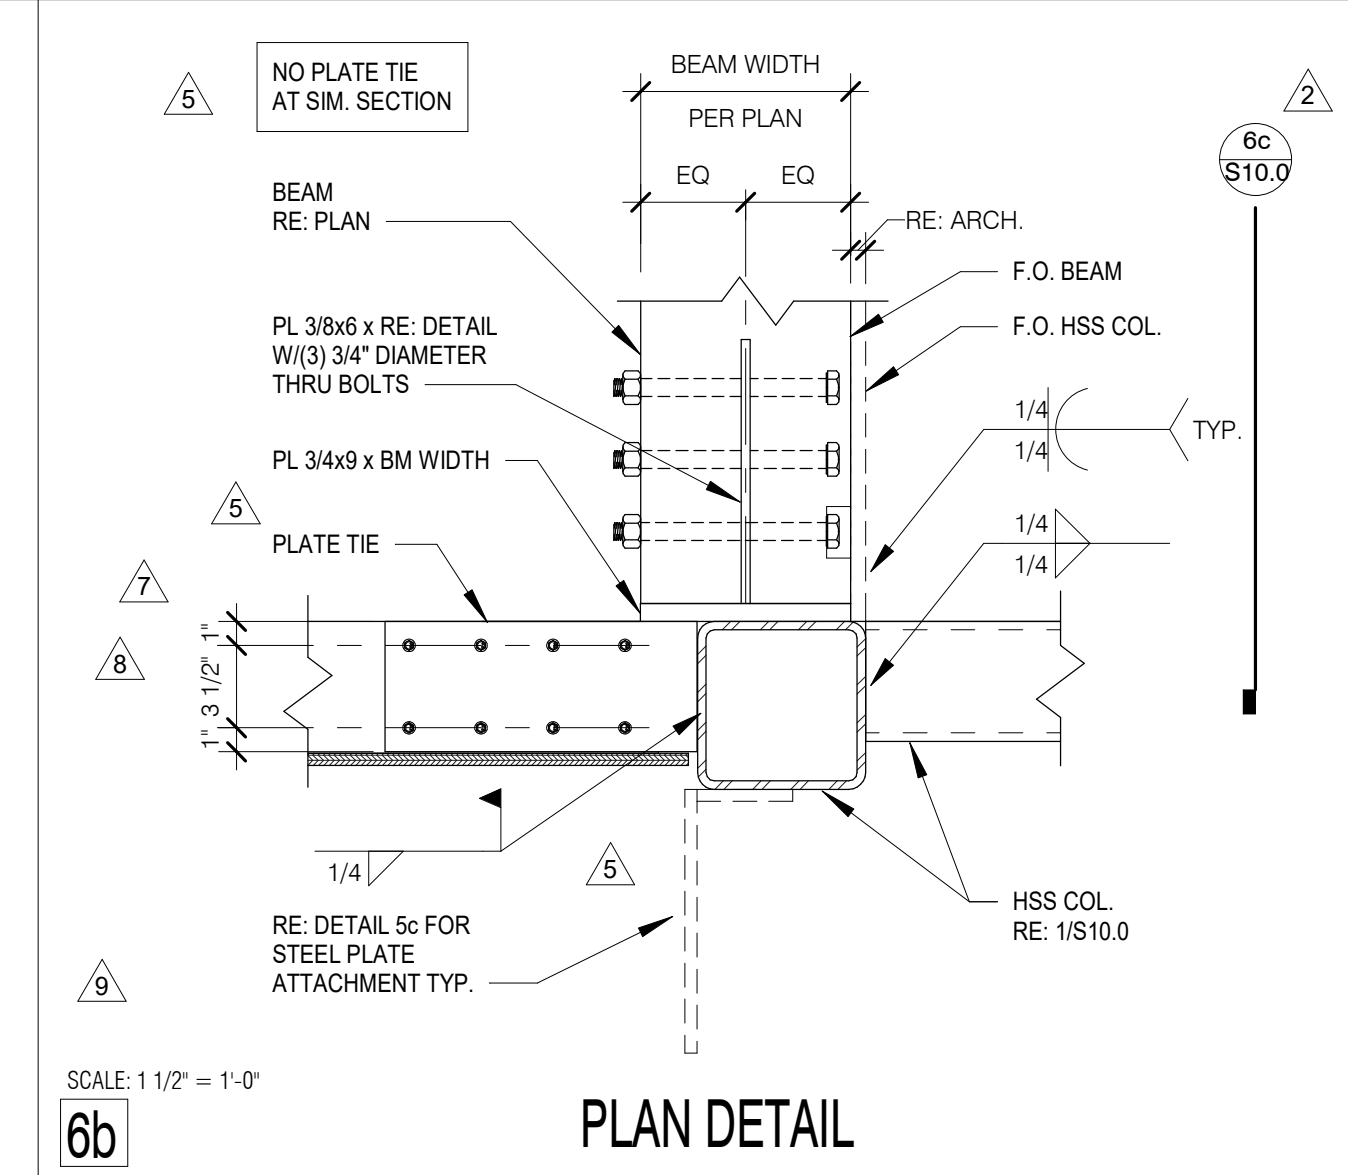 5
NO PLATE TIE
AT SIM. SECTION
BEAM WIDTH
PER PLAN
EQ
EQ
2
6c
S10.0
BEAM
RE: PLAN
RE: ARCH.
F.O. BEAM
F.O. HSS COL.
PL 3/8x6 x RE: DETAIL
W/(3) 3/4" DIAMETER
THRU BOLTS
1/4
1/4
TYP.
PL 3/4x9 x BM WIDTH
5
PLATE TIE
1/4
1/4
7
8
1"
3 1/2"
1"
1/4
5
HSS COL.
RE: 1/S10.0
RE: DETAIL 5c FOR
STEEL PLATE
ATTACHMENT TYP.
9
SCALE: 1 1/2" = 1'-0"
6b
PLAN DETAIL